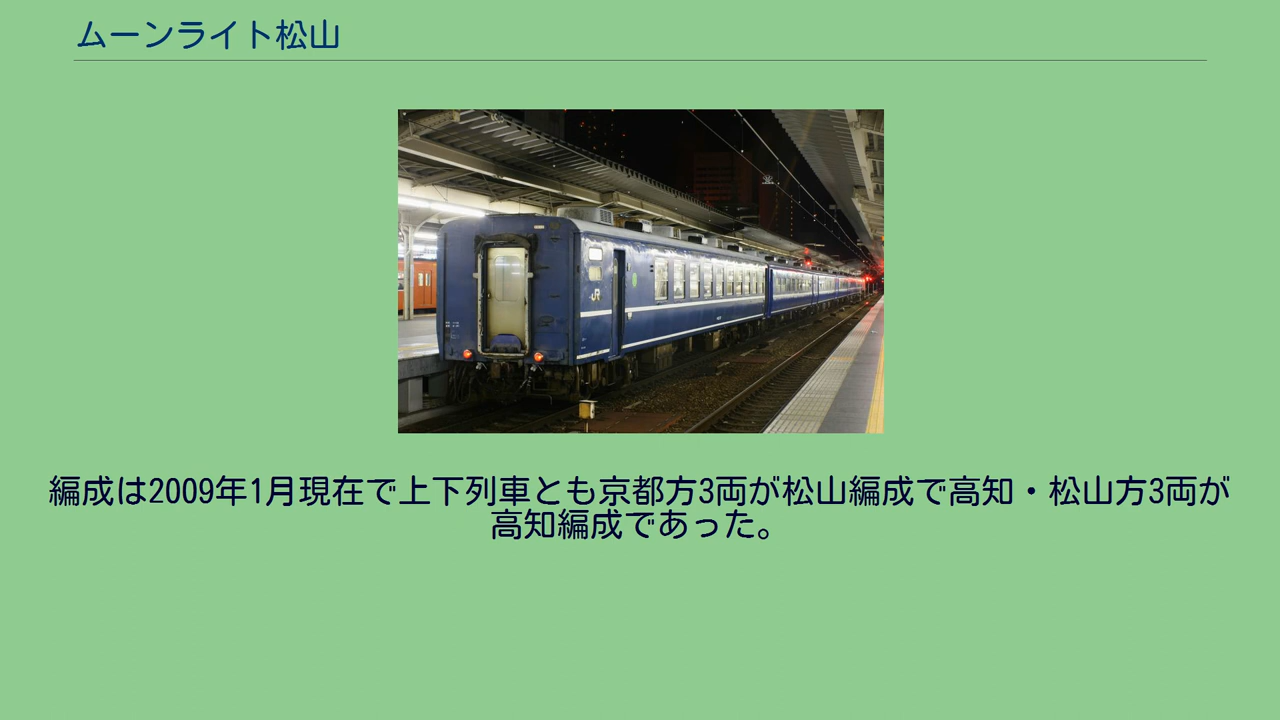 ムーンライト松山
JR
編成は2009年1月現在で上下列車とも京都方3両が松山編成で高知・松山方3両が
高知編成であった。